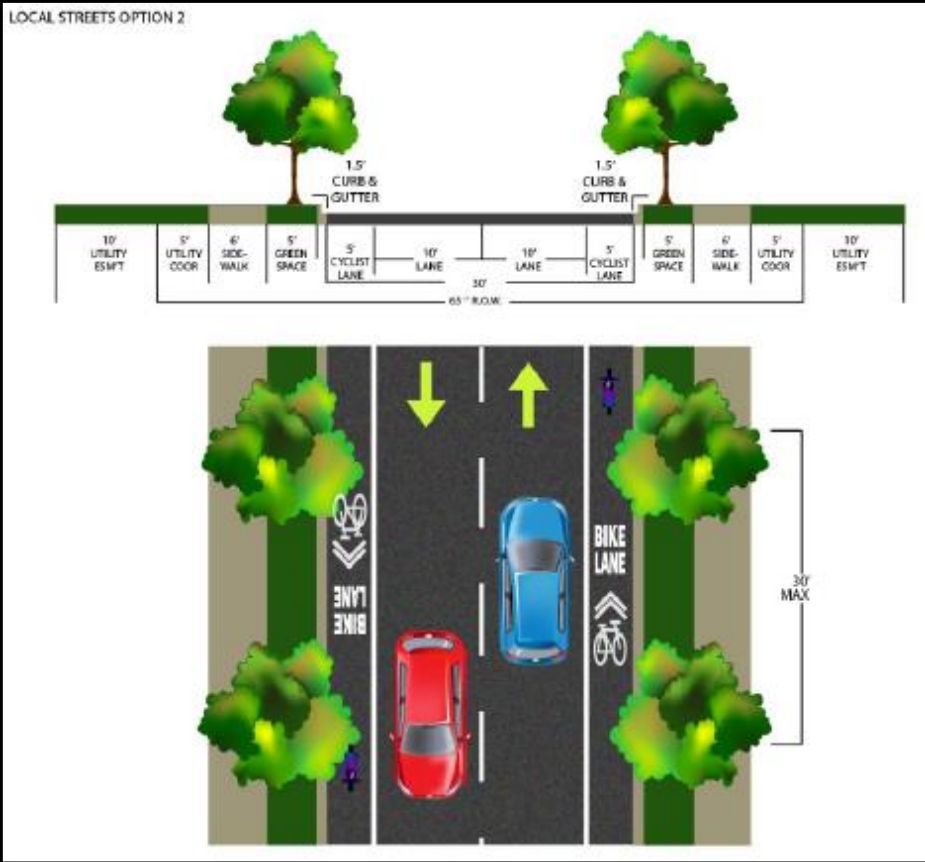 LOCAL STREETS OPTION 2
1.5'
CURB &
GUTTER
1.5'
CURB &
GUTTER
10'
UTILITY
ESM'T
5'
UTILITY
COOR
6'
SIDE-
WALK
5'
GREEN
SPACE
5'
CYCLIST
LANE
10'
LANE
10'
LANE
5'
CYCLIST
LANE
5'
GREEN
SPACE
6'
SIDE-
WALK
5'
UTILITY
COOR
10'
UTILITY
ESM'T
30'
65'' R.O.W.
BIKE
LANE
BIKE
LANE
30'
MAX